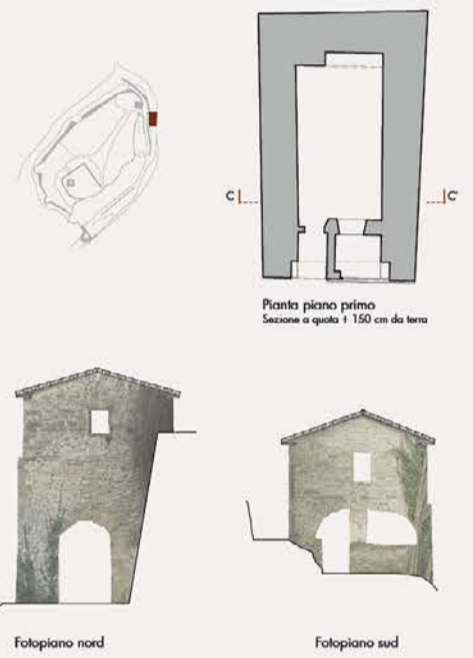 C
C'
Pianta piano primo
Sezione a quota + 150 cm da terra
Fotopiano nord
Fotopiano sud